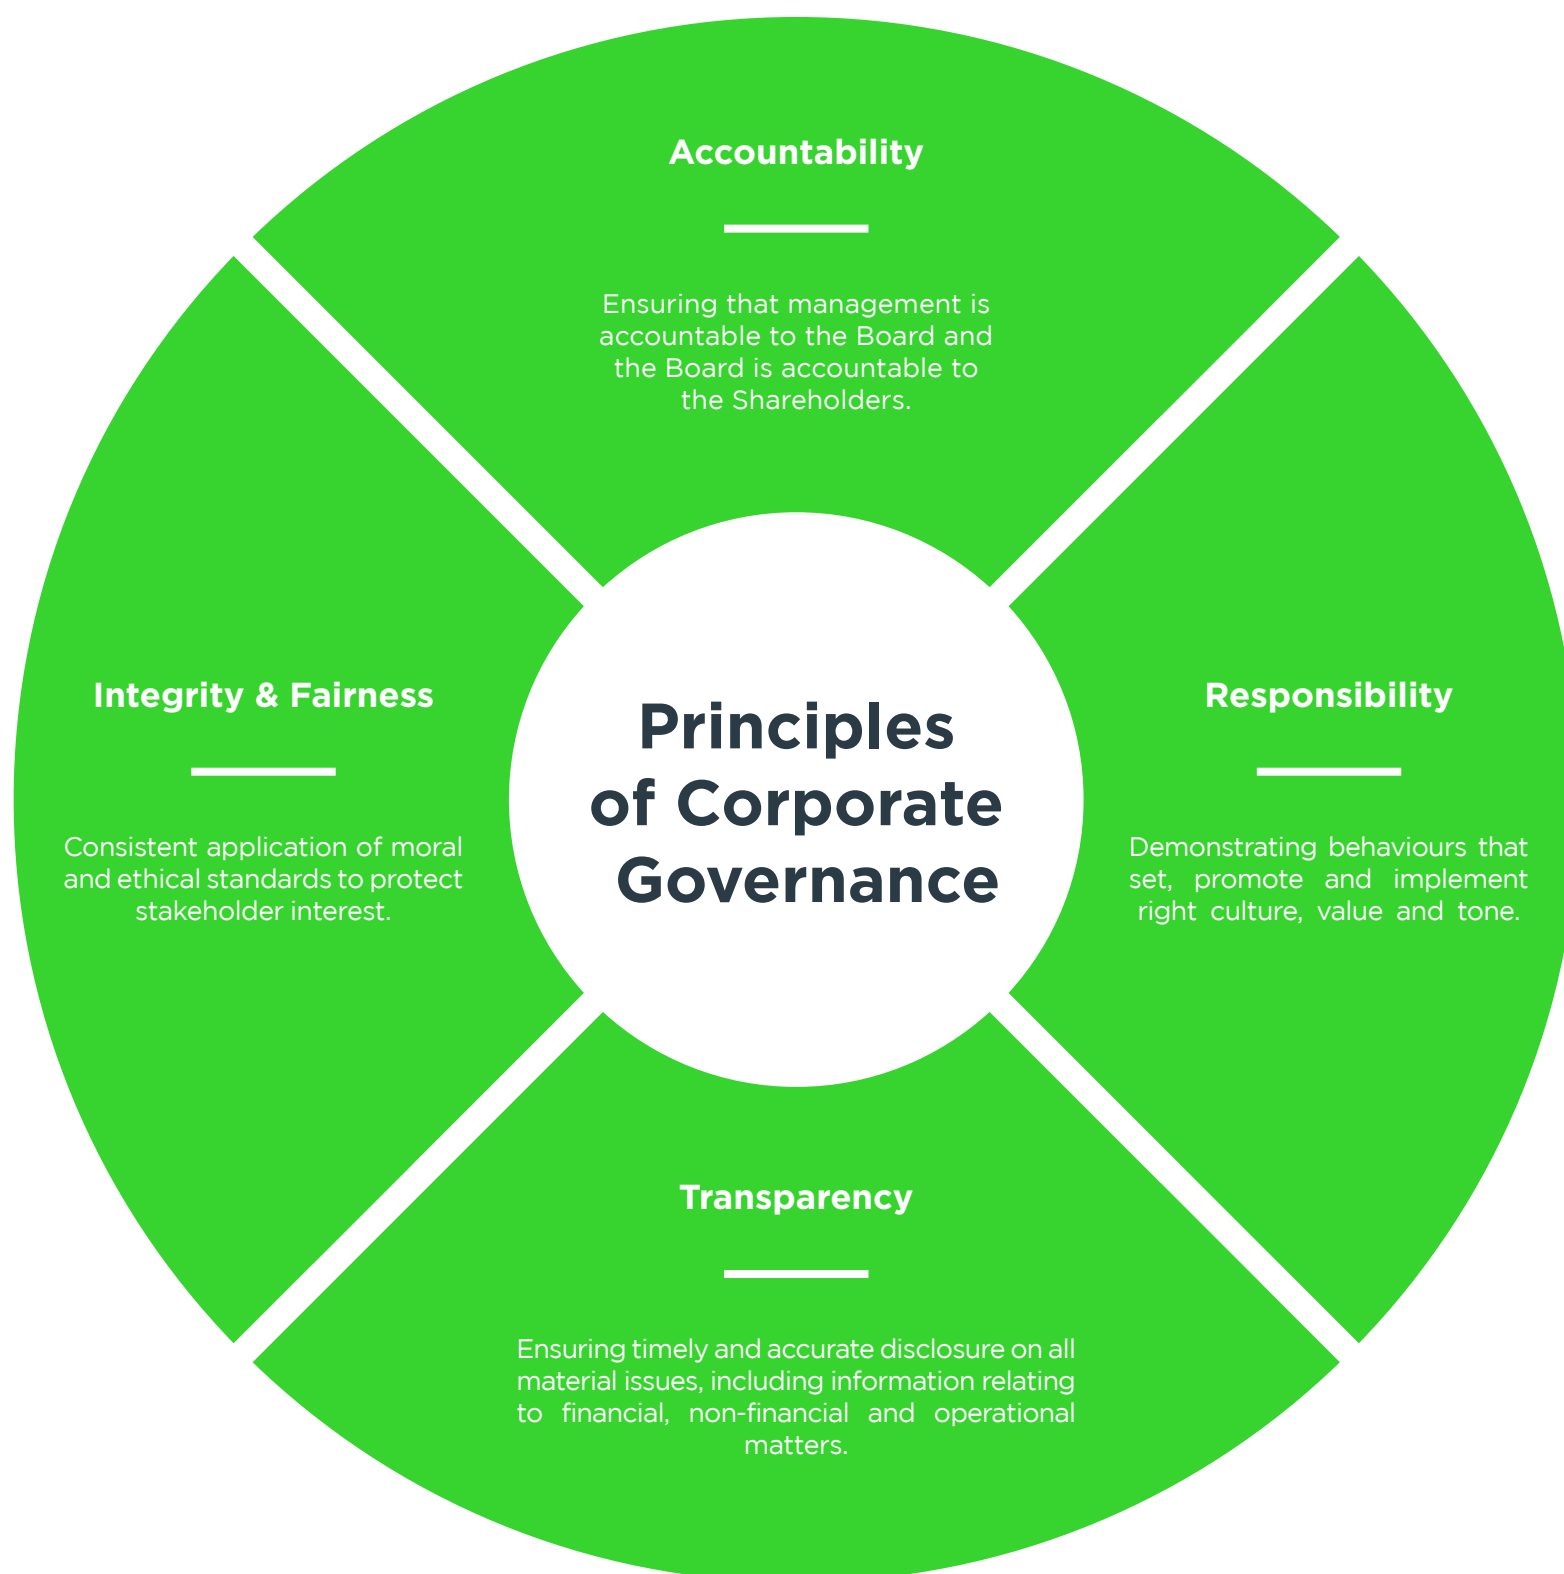 Accountability
Ensuring that management is
accountable to the Board and
the Board is accountable to
the Shareholders.
Integrity & Fairness
Consistent application of moral
and ethical standards to protect
stakeholder interest.
Principles
of Corporate
Governance
Responsibility
Demonstrating behaviours that
set, promote and implement
right culture, value and tone.
Transparency
Ensuring timely and accurate disclosure on all
material issues, including information relating
to financial, non-financial and operational
matters.